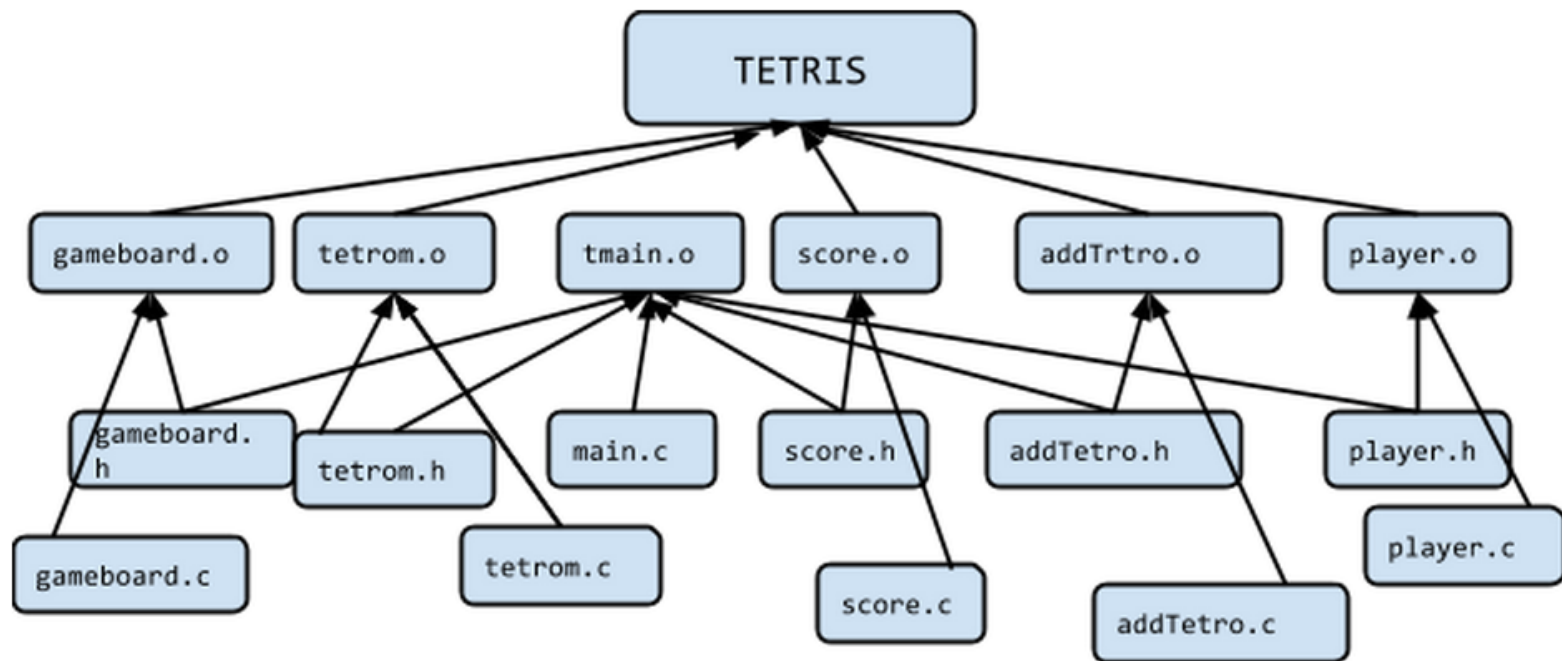 TETRIS
gameboard.o
tetrom.o
tmain.o
score.o
addTrtro.o
player.o
gameboard.
h
tetrom.h
main.c
score.h
addTetro.h
player.h
gameboard.c
tetrom.c
score.c
addTetro.c
player.c